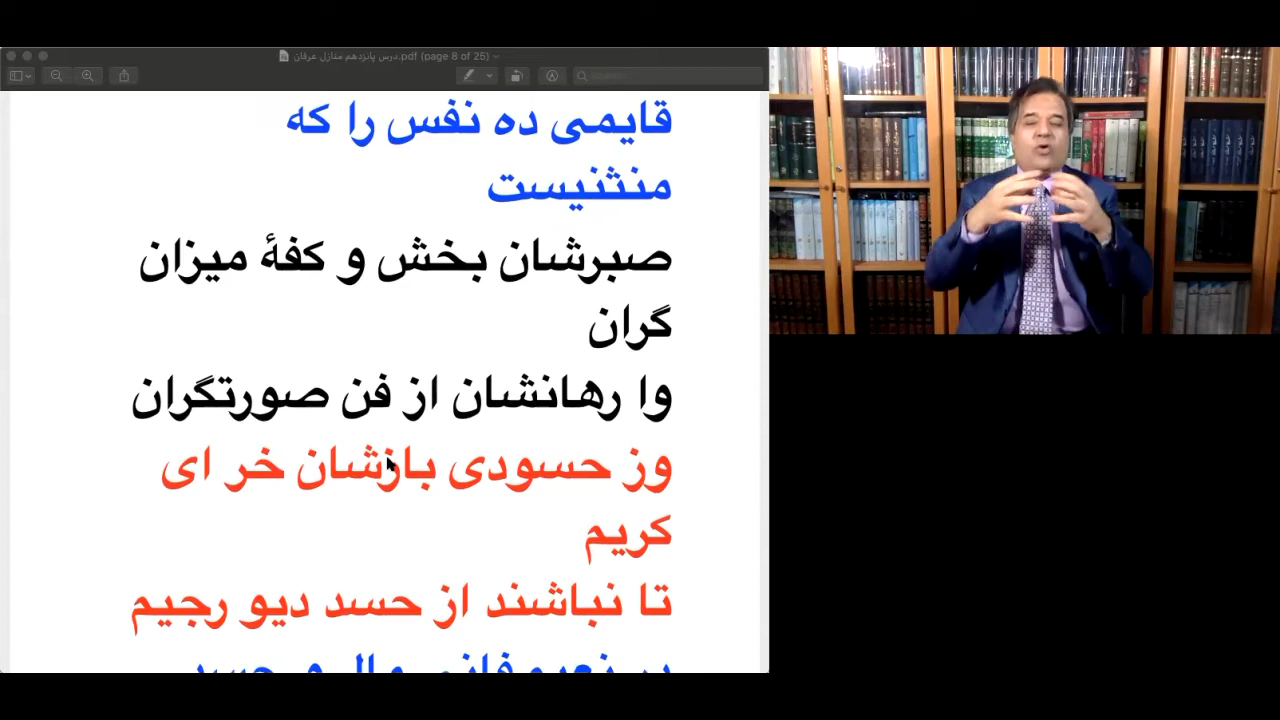 درس پانزدهم منازل عرفان.pdf (page 8 of 25)
قایمی ده نفس را که
منثنیست
صبرشان بخش و کفهٔ میزان
گران
وا رهانشان از فن صورتگران
وز حسودی بازشان خر ای
کریم
تا نباشند از حسد دیو رجیم